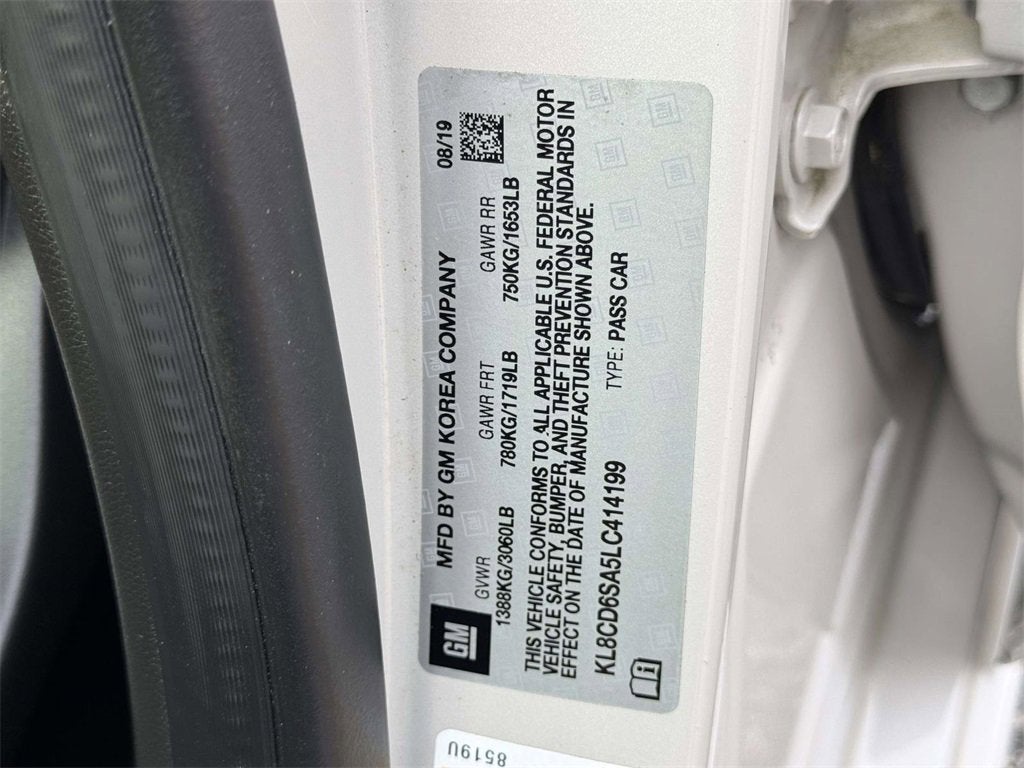 MFD BY GM KOREA COMPANY 08/19
GM
GVWR GAWR FRT GAWR RR
1388KG/3060LB 780KG/1719LB 750KG/1653LB
THIS VEHICLE CONFORMS TO ALL APPLICABLE U.S. FEDERAL MOTOR
VEHICLE SAFETY, BUMPER, AND THEFT PREVENTION STANDARDS IN
EFFECT ON THE DATE OF MANUFACTURE SHOWN ABOVE.
KL8CD6SA5LC414199 TYPE: PASS CAR
8519U